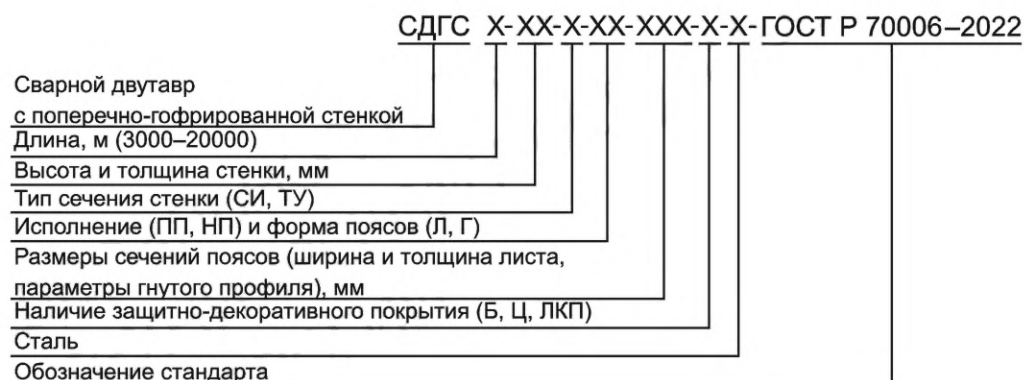 СДГС Х-ХХ-Х-ХХ-ХХХ-Х-Х-ГОСТ Р 70006–2022
Сварной двутавр
с поперечно-гофрированной стенкой
Длина, м (3000–20000)
Высота и толщина стенки, мм
Тип сечения стенки (СИ, ТУ)
Исполнение (ПП, НП) и форма поясов (Л, Г)
Размеры сечений поясов (ширина и толщина листа,
параметры гнутого профиля), мм
Наличие защитно-декоративного покрытия (Б, Ц, ЛКП)
Сталь
Обозначение стандарта